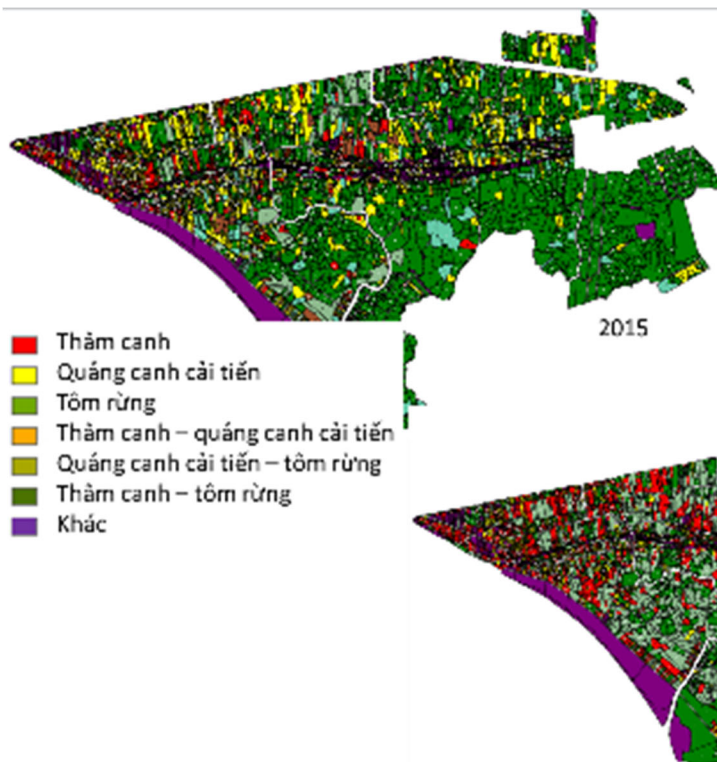 2015
Thâm canh
Quảng canh cải tiến
Tôm rừng
Thâm canh – quảng canh cải tiến
Quảng canh cải tiến – tôm rừng
Thâm canh – tôm rừng
Khác